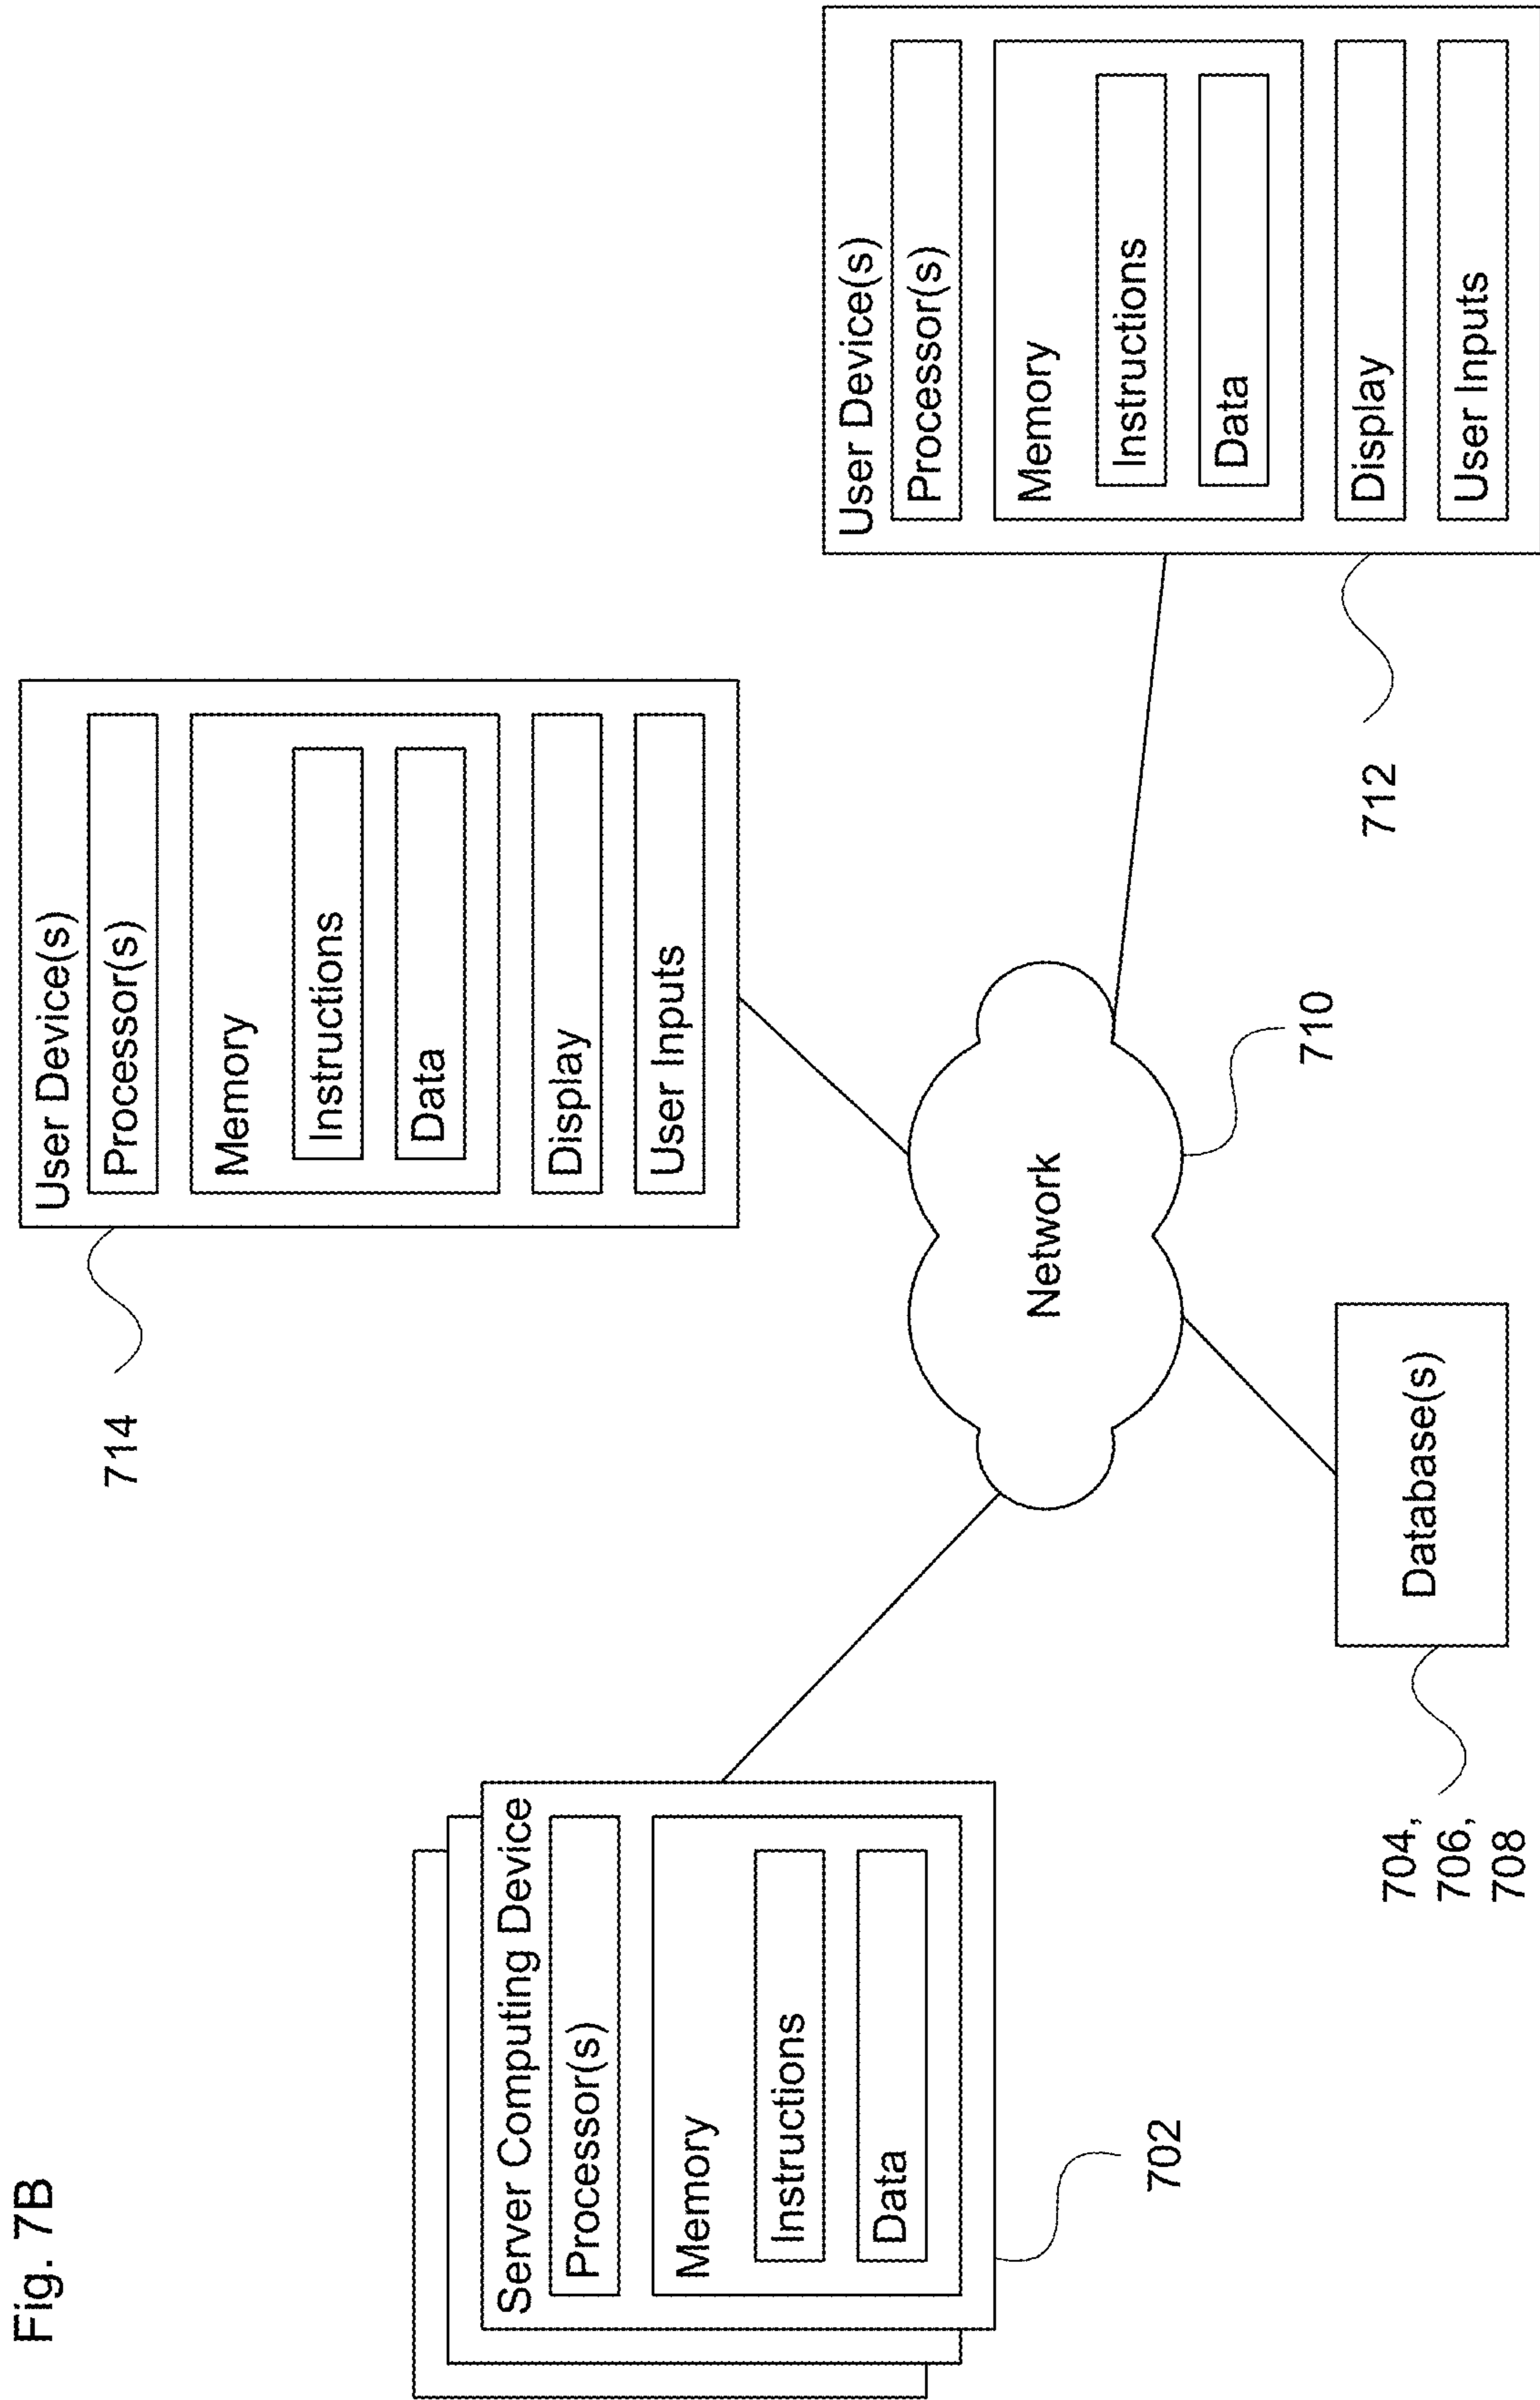 Fig. 7B
714
User Device(s)
Processor(s)
Memory
Instructions
Data
Display
User Inputs
Server Computing Device
Processor(s)
Memory
Instructions
Data
702
Network
710
Database(s)
704,
706,
708
User Device(s)
Processor(s)
Memory
Instructions
Data
Display
User Inputs
712